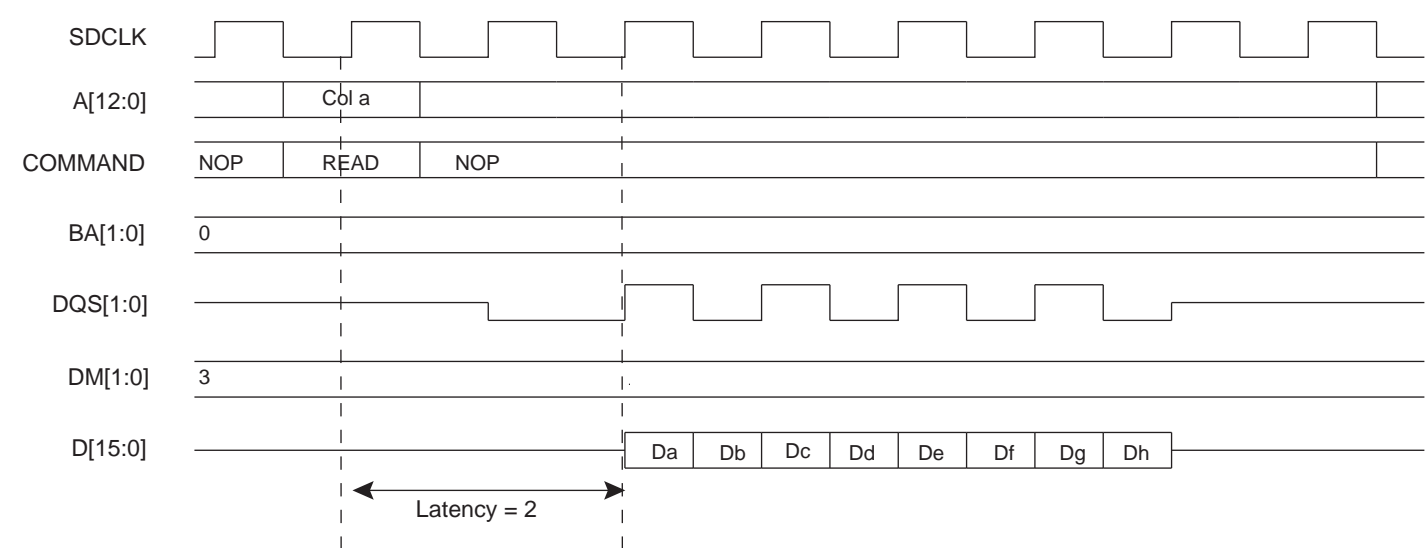 SDCLK
A[12:0] Col a
COMMAND NOP READ NOP
BA[1:0] 0
DQS[1:0]
DM[1:0] 3
D[15:0] Da Db Dc Dd De Df Dg Dh
Latency = 2